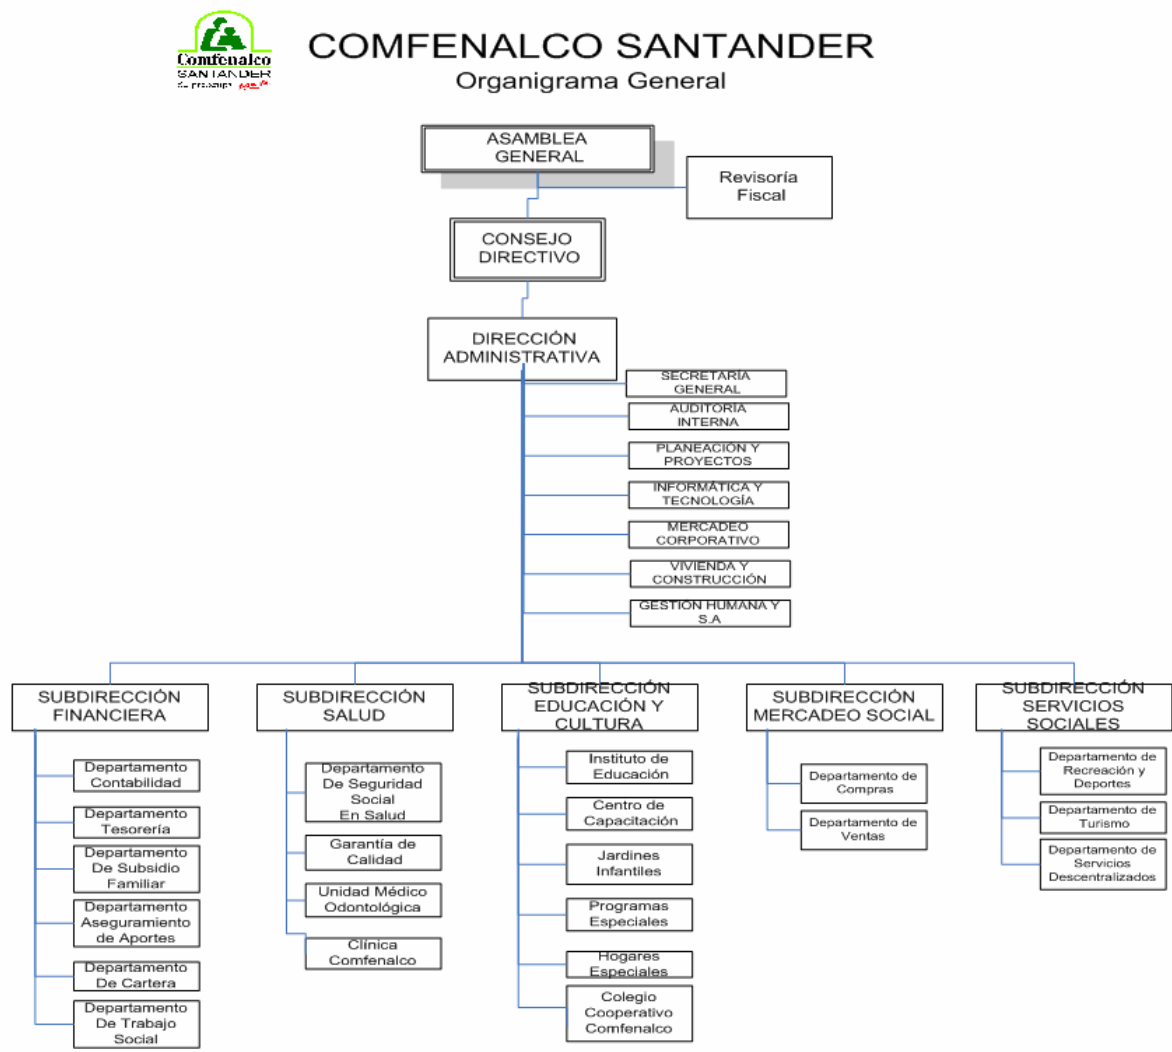 Comfenalco
SANTANDER
COMFENALCO SANTANDER
Organigrama General
ASAMBLEA
GENERAL
Revisoría
Fiscal
CONSEJO
DIRECTIVO
DIRECCIÓN
ADMINISTRATIVA
SECRETARÍA
GENERAL
AUDITORÍA
INTERNA
PLANEACIÓN Y
PROYECTOS
INFORMÁTICA Y
TECNOLOGÍA
MERCADEO
CORPORATIVO
VIVIENDA Y
CONSTRUCCIÓN
GESTIÓN HUMANA Y
S.A
SUBDIRECCIÓN
FINANCIERA
Departamento
Contabilidad
Departamento
Tesorería
Departamento
De Subsidio
Familiar
Departamento
Aseguramiento
de Aportes
Departamento
De Cartera
Departamento
De Trabajo
Social
SUBDIRECCIÓN
SALUD
Departamento
De Seguridad
Social
En Salud
Garantía de
Calidad
Unidad Médico
Odontológica
Clínica
Comfenalco
SUBDIRECCIÓN
EDUCACIÓN Y
CULTURA
Instituto de
Educación
Centro de
Capacitación
Jardines
Infantiles
Programas
Especiales
Hogares
Especiales
Colegio
Cooperativo
Comfenalco
SUBDIRECCIÓN
MERCADEO SOCIAL
Departamento de
Compras
Departamento de
Ventas
SUBDIRECCIÓN
SERVICIOS
SOCIALES
Departamento de
Recreación y
Deportes
Departamento de
Turismo
Departamento de
Servicios
Descentralizados